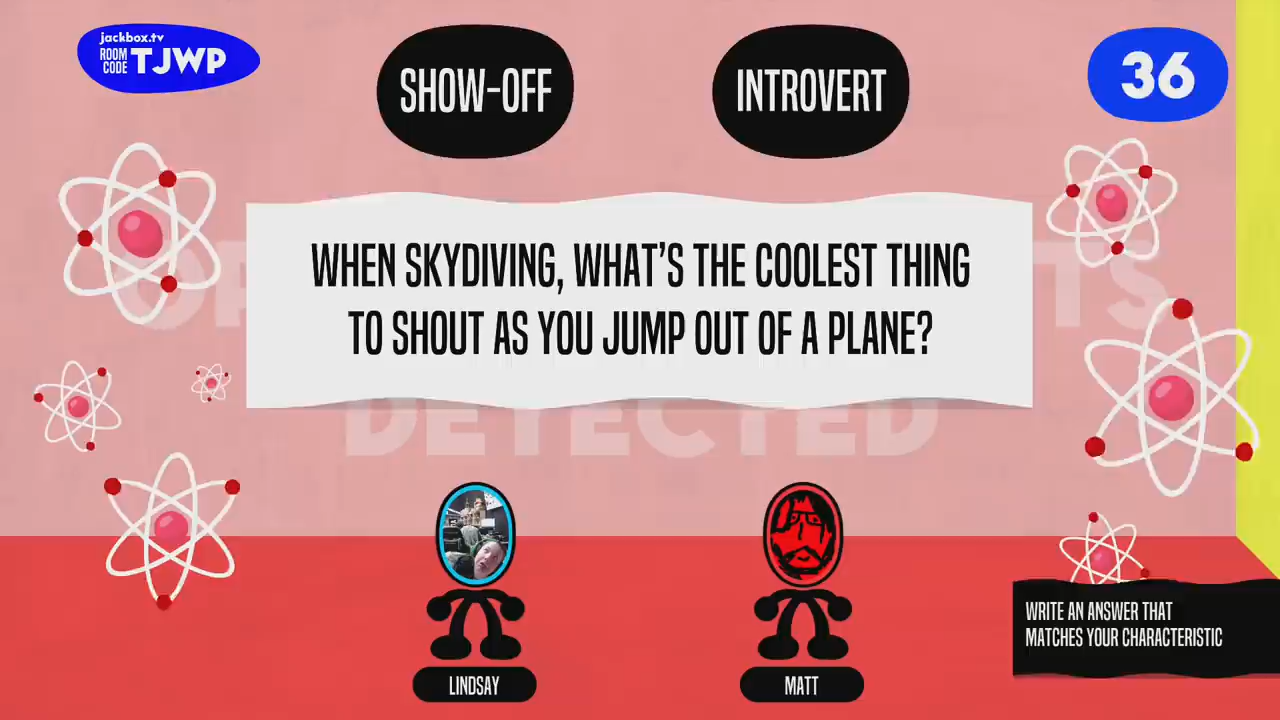 jackbox.tv
ROOM CODE TJWP
SHOW-OFF
INTROVERT
36
WHEN SKYDIVING, WHAT'S THE COOLEST THING
TO SHOUT AS YOU JUMP OUT OF A PLANE?
DETECTED
WRITE AN ANSWER THAT
MATCHES YOUR CHARACTERISTIC
LINDSAY
MATT